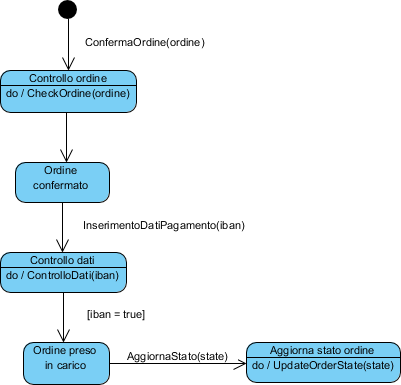 ConfermaOrdine(ordine)
Controllo ordine
do / CheckOrdine(ordine)
Ordine
confermato
InserimentoDatiPagamento(iban)
Controllo dati
do / ControlloDati(iban)
[iban = true]
Ordine preso
in carico
AggiornaStato(state)
Aggiorna stato ordine
do / UpdateOrderState(state)